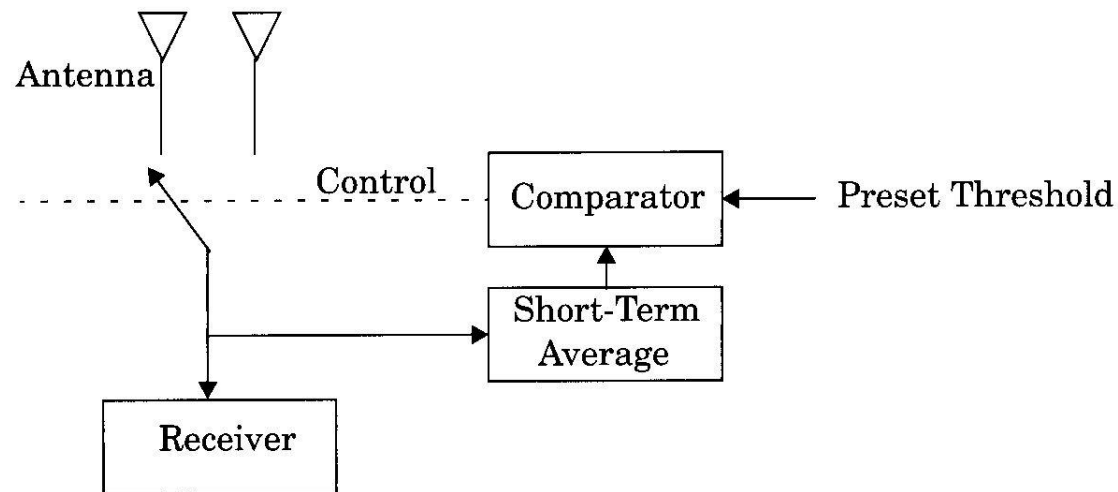 Antenna
Control
Comparator
Preset Threshold
Short-Term
Average
Receiver